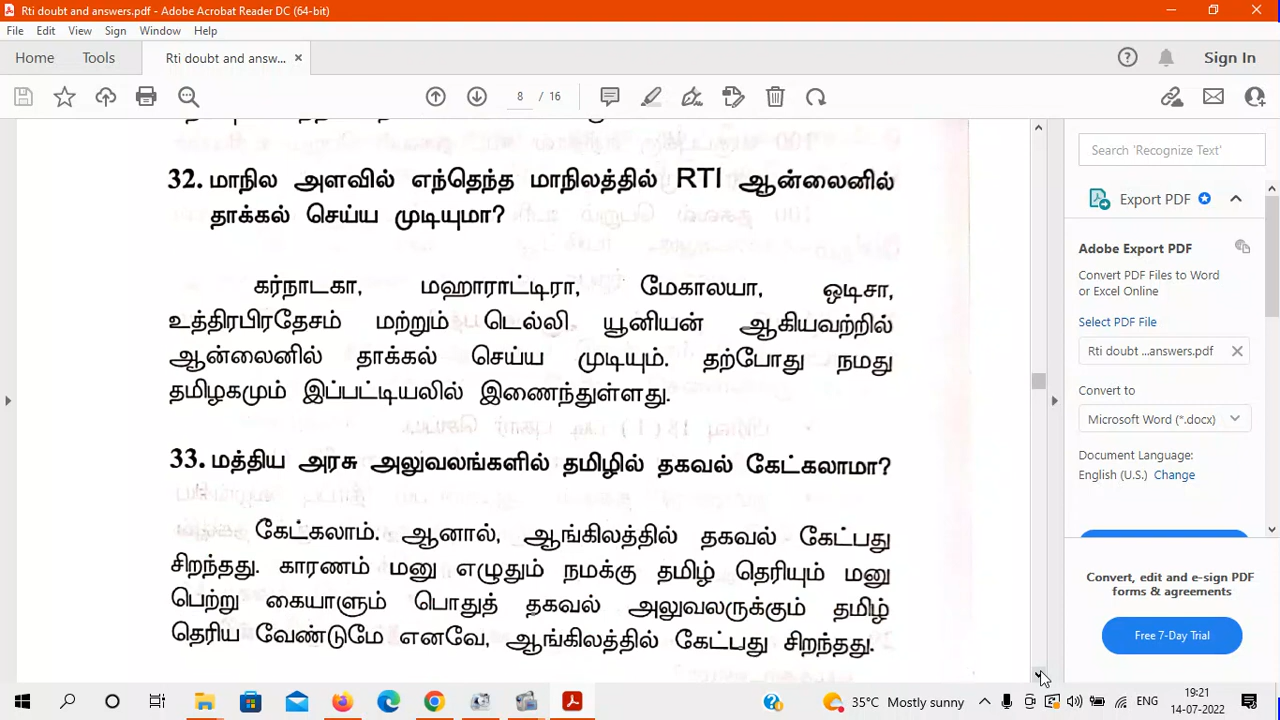 Rti doubt and answers.pdf - Adobe Acrobat Reader DC (64-bit)
File Edit View Sign Window Help
Home Tools Rti doubt and answ... × Sign In
8 / 16
32. மாநில அளவில் எந்தெந்த மாநிலத்தில் RTI ஆன்லைனில்
தாக்கல் செய்ய முடியுமா?
கர்நாடகா, மஹாராட்டிரா, மேகாலயா, ஒடிசா,
உத்திரபிரதேசம் மற்றும் டெல்லி யூனியன் ஆகியவற்றில்
ஆன்லைனில் தாக்கல் செய்ய முடியும். தற்போது நமது
தமிழகமும் இப்பட்டியலில் இணைந்துள்ளது.
33. மத்திய அரசு அலுவலங்களில் தமிழில் தகவல் கேட்கலாமா?
கேட்கலாம். ஆனால், ஆங்கிலத்தில் தகவல் கேட்பது
சிறந்தது. காரணம் மனு எழுதும் நமக்கு தமிழ் தெரியும் மனு
பெற்று கையாளும் பொதுத் தகவல் அலுவலருக்கும் தமிழ்
தெரிய வேண்டுமே எனவே, ஆங்கிலத்தில் கேட்பது சிறந்தது.
Search 'Recognize Text'
Export PDF
Adobe Export PDF
Convert PDF Files to Word
or Excel Online
Select PDF File
Rti doubt ...answers.pdf ×
Convert to
Microsoft Word (*.docx)
Document Language:
English (U.S.) Change
Convert, edit and e-sign PDF
forms & agreements
Free 7-Day Trial
35°C Mostly sunny ENG 19:21
14-07-2022